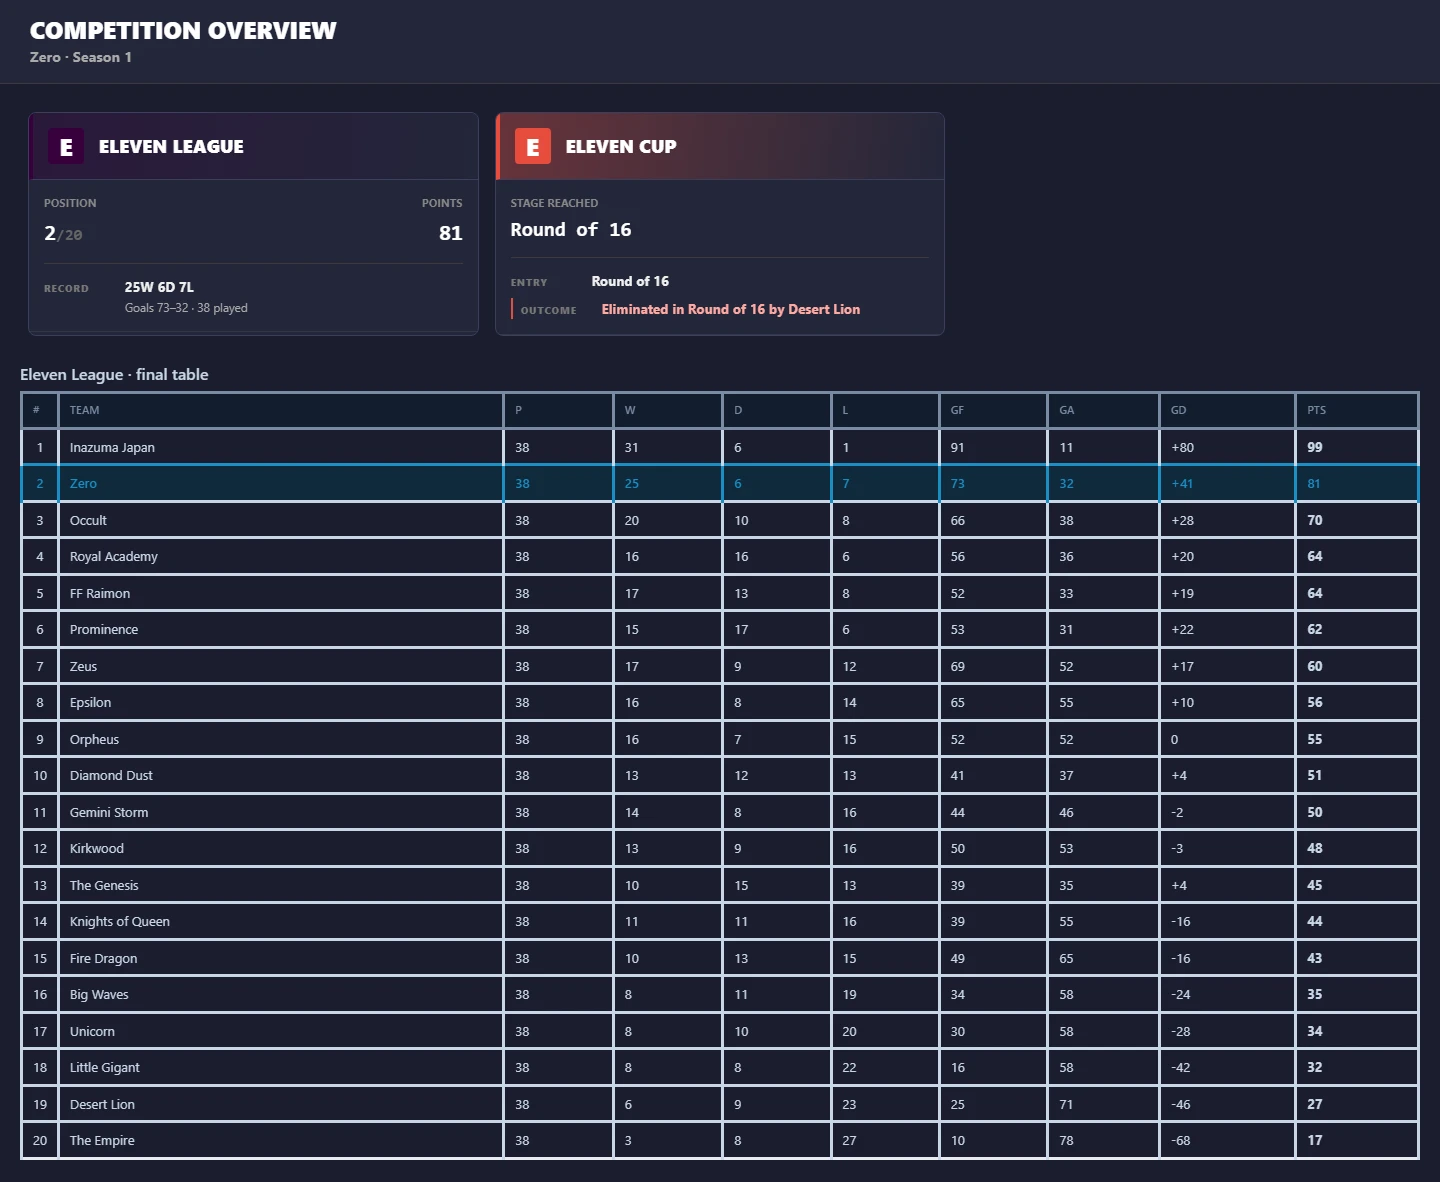 COMPETITION OVERVIEW
Zero · Season 1
E ELEVEN LEAGUE
POSITION POINTS
2/20 81
RECORD 25W 6D 7L
Goals 73–32 · 38 played
E ELEVEN CUP
STAGE REACHED
Round of 16
ENTRY Round of 16
OUTCOME Eliminated in Round of 16 by Desert Lion
Eleven League · final table
# TEAM P W D L GF GA GD PTS
1 Inazuma Japan 38 31 6 1 91 11 +80 99
2 Zero 38 25 6 7 73 32 +41 81
3 Occult 38 20 10 8 66 38 +28 70
4 Royal Academy 38 16 16 6 56 36 +20 64
5 FF Raimon 38 17 13 8 52 33 +19 64
6 Prominence 38 15 17 6 53 31 +22 62
7 Zeus 38 17 9 12 69 52 +17 60
8 Epsilon 38 16 8 14 65 55 +10 56
9 Orpheus 38 16 7 15 52 52 0 55
10 Diamond Dust 38 13 12 13 41 37 +4 51
11 Gemini Storm 38 14 8 16 44 46 -2 50
12 Kirkwood 38 13 9 16 50 53 -3 48
13 The Genesis 38 10 15 13 39 35 +4 45
14 Knights of Queen 38 11 11 16 39 55 -16 44
15 Fire Dragon 38 10 13 15 49 65 -16 43
16 Big Waves 38 8 11 19 34 58 -24 35
17 Unicorn 38 8 10 20 30 58 -28 34
18 Little Gigant 38 8 8 22 16 58 -42 32
19 Desert Lion 38 6 9 23 25 71 -46 27
20 The Empire 38 3 8 27 10 78 -68 17